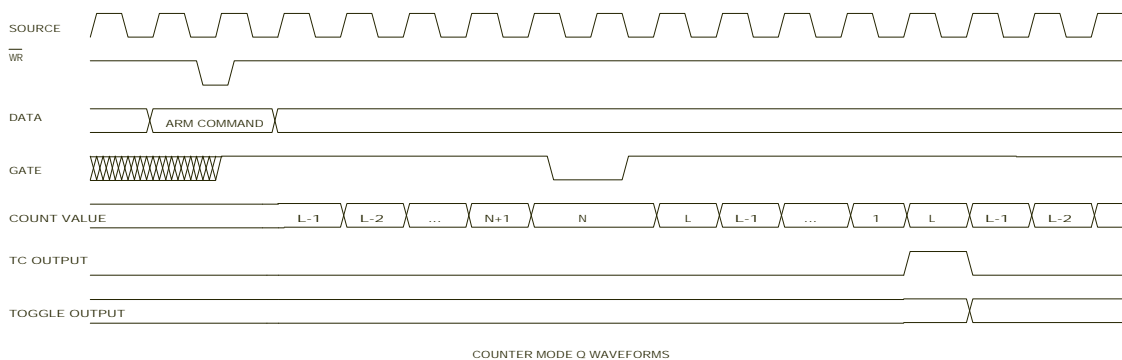 SOURCE
WR
DATA
ARM COMMAND
GATE
COUNT VALUE L-1 L-2 ... N+1 N L L-1 ... 1 L L-1 L-2
TC OUTPUT
TOGGLE OUTPUT
COUNTER MODE Q WAVEFORMS